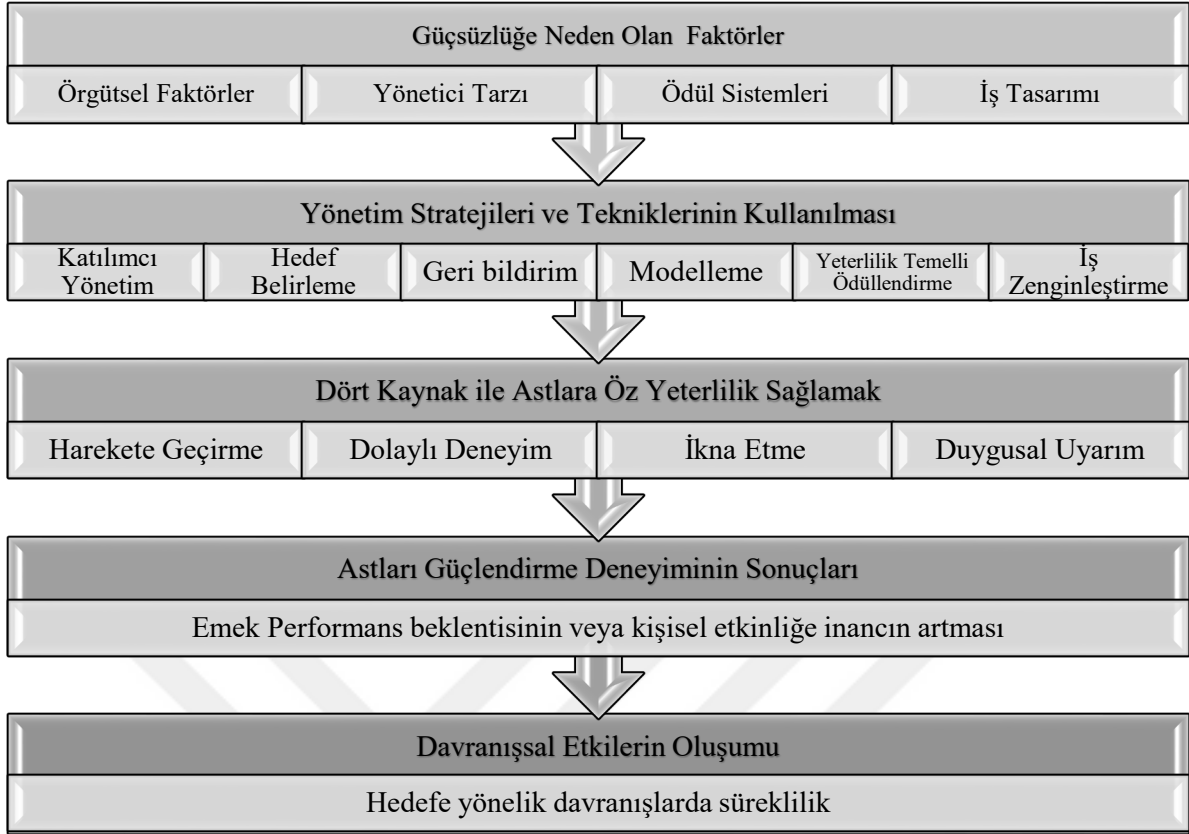 Güçsüzlüğe Neden Olan Faktörler
Örgütsel Faktörler
Yönetici Tarzı
Ödül Sistemleri
İş Tasarımı
Yönetim Stratejileri ve Tekniklerinin Kullanılması
Katılımcı
Yönetim
Hedef
Belirleme
Geri bildirim
Modelleme
Yeterlilik Temelli
Ödüllendirme
İş
Zenginleştirme
Dört Kaynak ile Astlara Öz Yeterlilik Sağlamak
Harekete Geçirme
Dolaylı Deneyim
İkna Etme
Duygusal Uyarım
Astları Güçlendirme Deneyiminin Sonuçları
Emek Performans beklentisinin veya kişisel etkinliğe inancın artması
Davranışsal Etkilerin Oluşumu
Hedefe yönelik davranışlarda süreklilik